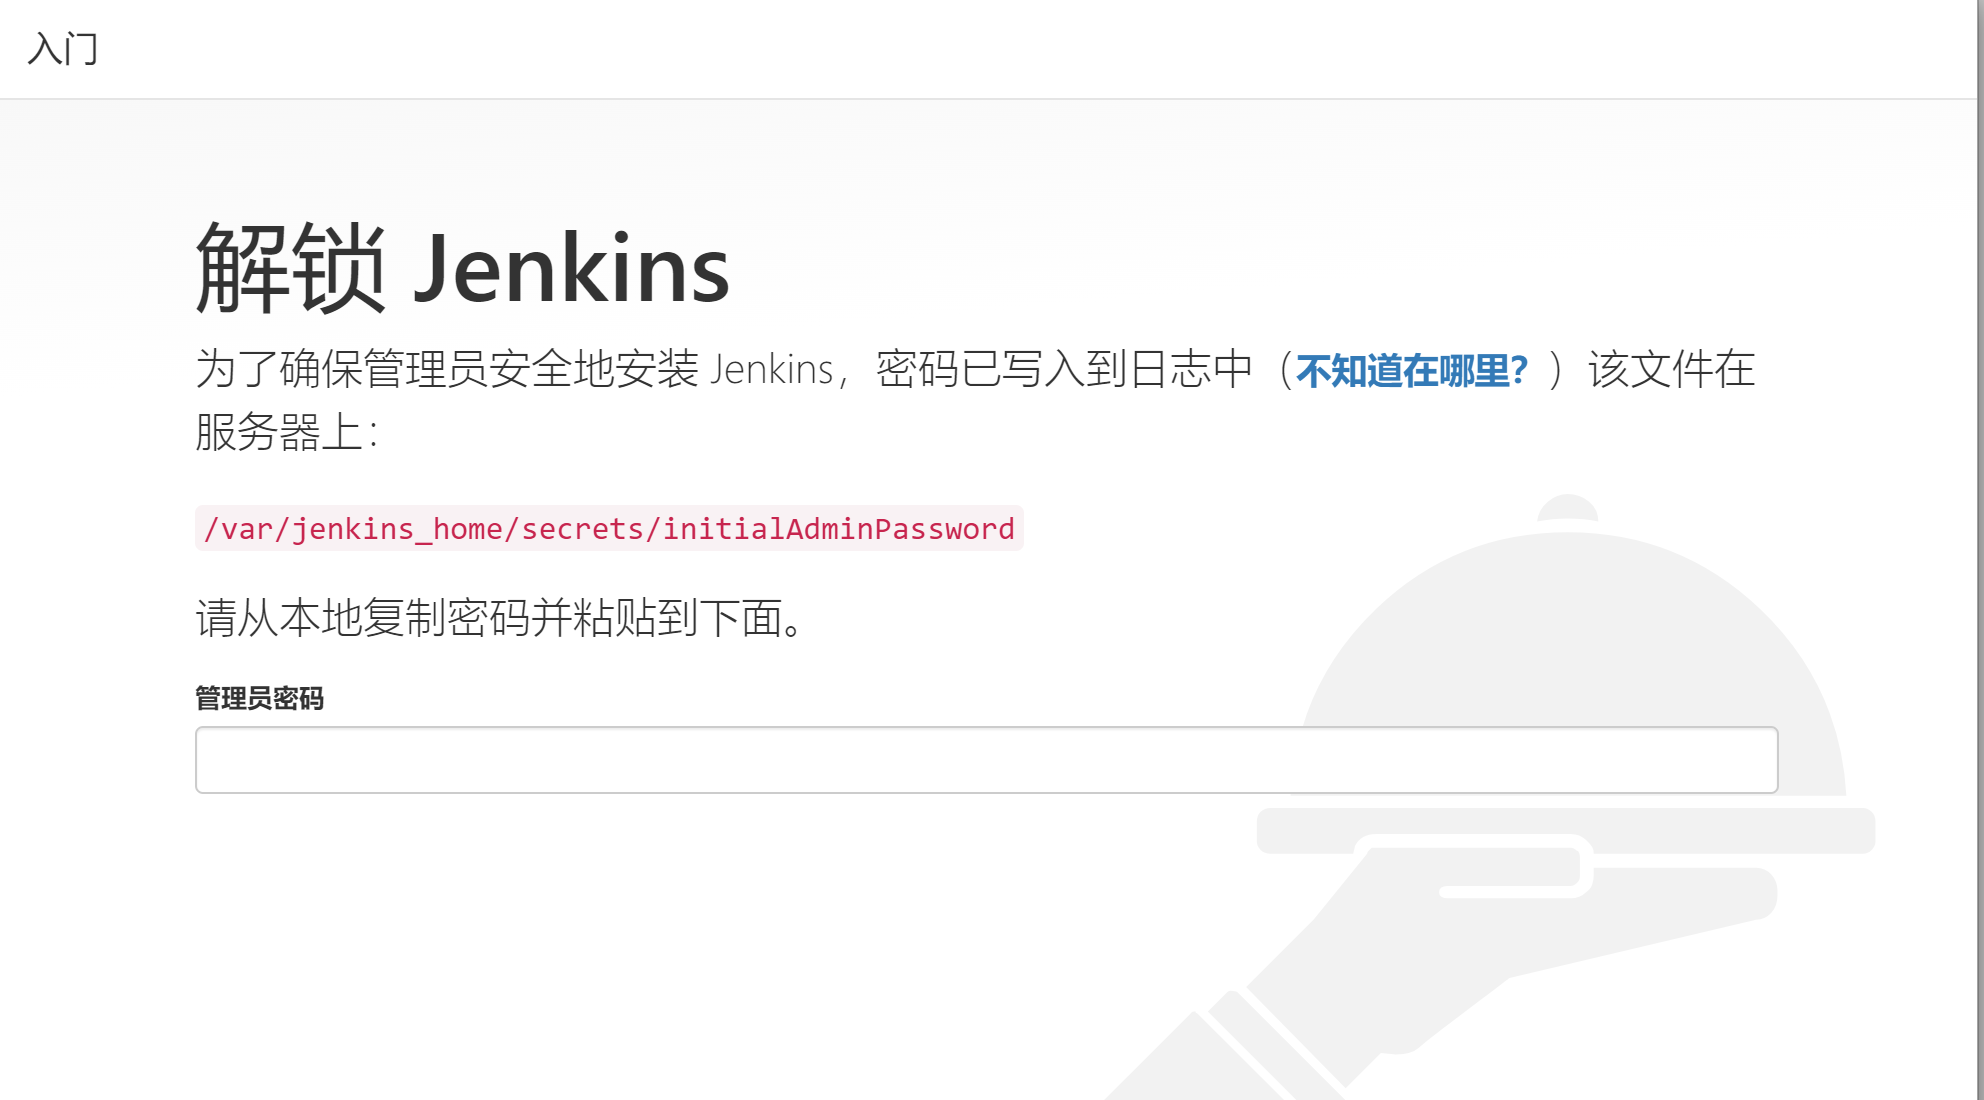 入门
解锁 Jenkins
为了确保管理员安全地安装 Jenkins，密码已写入到日志中（不知道在哪里？）该文件在
服务器上：
/var/jenkins_home/secrets/initialAdminPassword
请从本地复制密码并粘贴到下面。
管理员密码